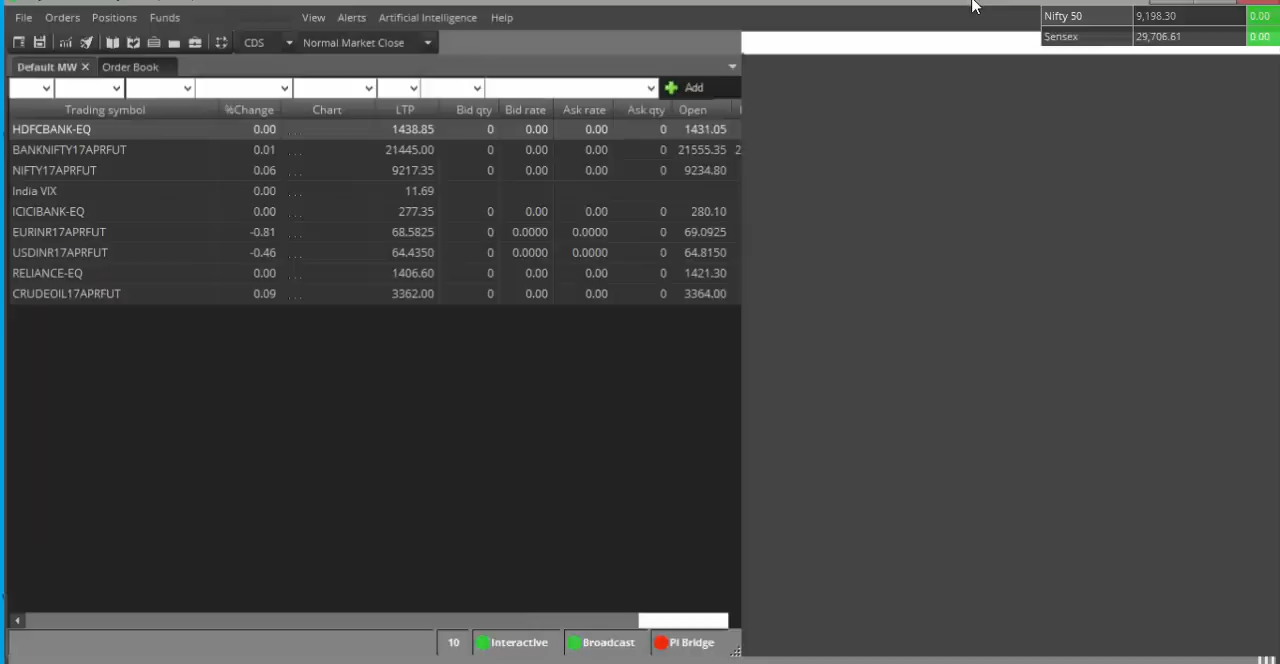 File Orders Positions Funds View Alerts Artificial Intelligence Help
Nifty 50 9,198.30 0.00
Sensex 29,706.61 0.00
CDS Normal Market Close
Default MW Order Book
Add
Trading symbol %Change Chart LTP Bid qty Bid rate Ask rate Ask qty Open
HDFCBANK-EQ 0.00 ... 1438.85 0 0.00 0.00 0 1431.05
BANKNIFTY17APRFUT 0.01 ... 21445.00 0 0.00 0.00 0 21555.35 2
NIFTY17APRFUT 0.06 ... 9217.35 0 0.00 0.00 0 9234.80
India VIX 0.00 ... 11.69
ICICIBANK-EQ 0.00 ... 277.35 0 0.00 0.00 0 280.10
EURINR17APRFUT -0.81 ... 68.5825 0 0.0000 0.0000 0 69.0925
USDINR17APRFUT -0.46 ... 64.4350 0 0.0000 0.0000 0 64.8150
RELIANCE-EQ 0.00 ... 1406.60 0 0.00 0.00 0 1421.30
CRUDEOIL17APRFUT 0.09 ... 3362.00 0 0.00 0.00 0 3364.00
10 Interactive Broadcast PI Bridge